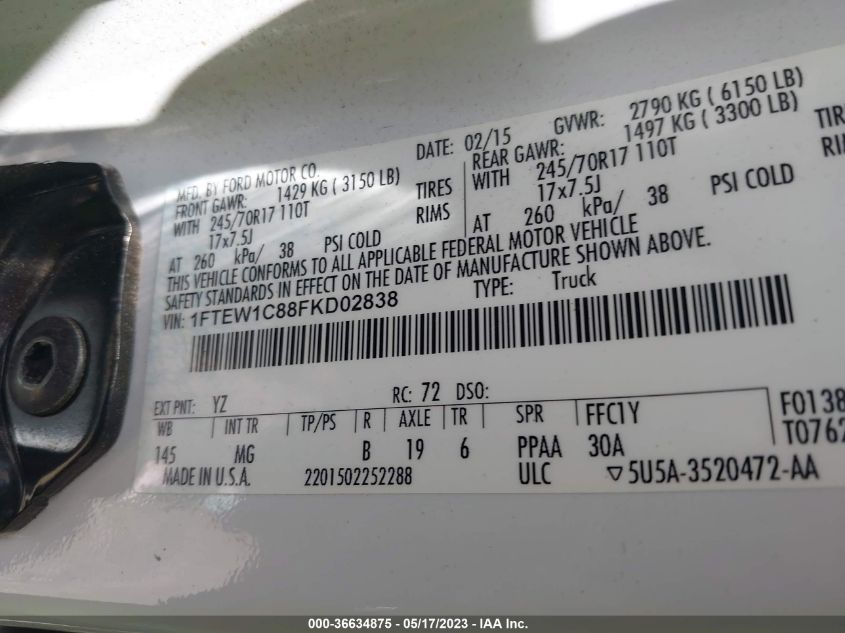 MFD. BY FORD MOTOR CO.
DATE: 02/15 GVWR: 2790 KG ( 6150 LB)
FRONT GAWR: 1429 KG ( 3150 LB) REAR GAWR: 1497 KG ( 3300 LB)
WITH 245/70R17 110T TIRES WITH 245/70R17 110T TIRE
17x7.5J RIMS 17x7.5J RI
AT 260 kPa/ 38 PSI COLD AT 260 kPa/ 38 PSI COLD
THIS VEHICLE CONFORMS TO ALL APPLICABLE FEDERAL MOTOR VEHICLE
SAFETY STANDARDS IN EFFECT ON THE DATE OF MANUFACTURE SHOWN ABOVE.
VIN: 1FTEW1C88FKD02838 TYPE: Truck
EXT PNT: YZ RC: 72 DSO:
WB INT TR TP/PS R AXLE TR SPR FFC1Y F0138
145 MG B 19 6 PPAA 30A T0762
MADE IN U.S.A. 2201502252288 ULC ▽5U5A-3520472-AA
000-36634875 - 05/17/2023 - IAA Inc.